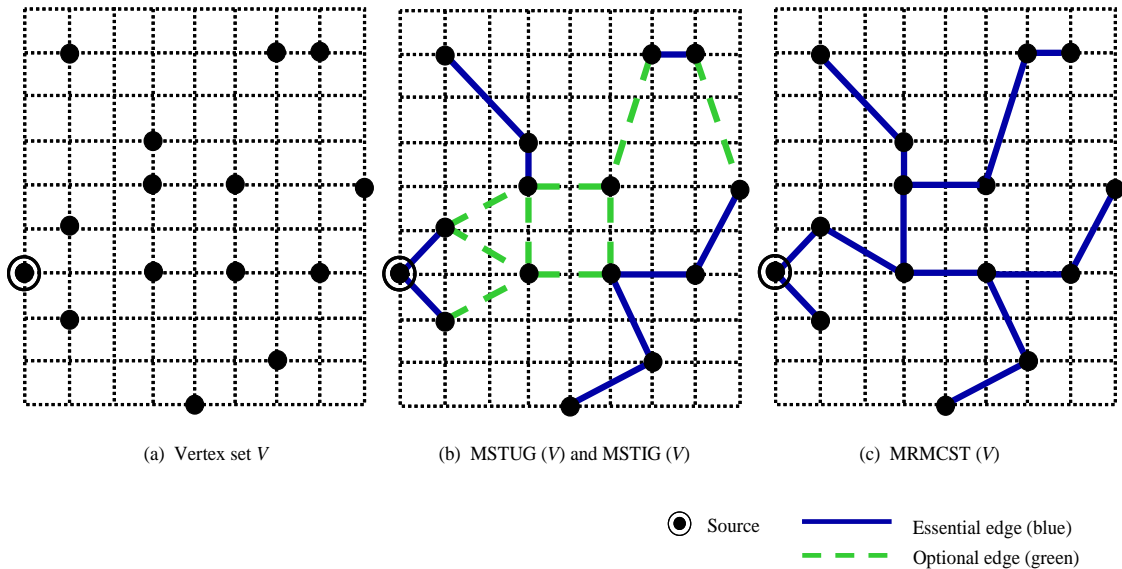 (a) Vertex set V
(b) MSTUG (V) and MSTIG (V)
(c) MRMCST (V)
Source
Essential edge (blue)
Optional edge (green)